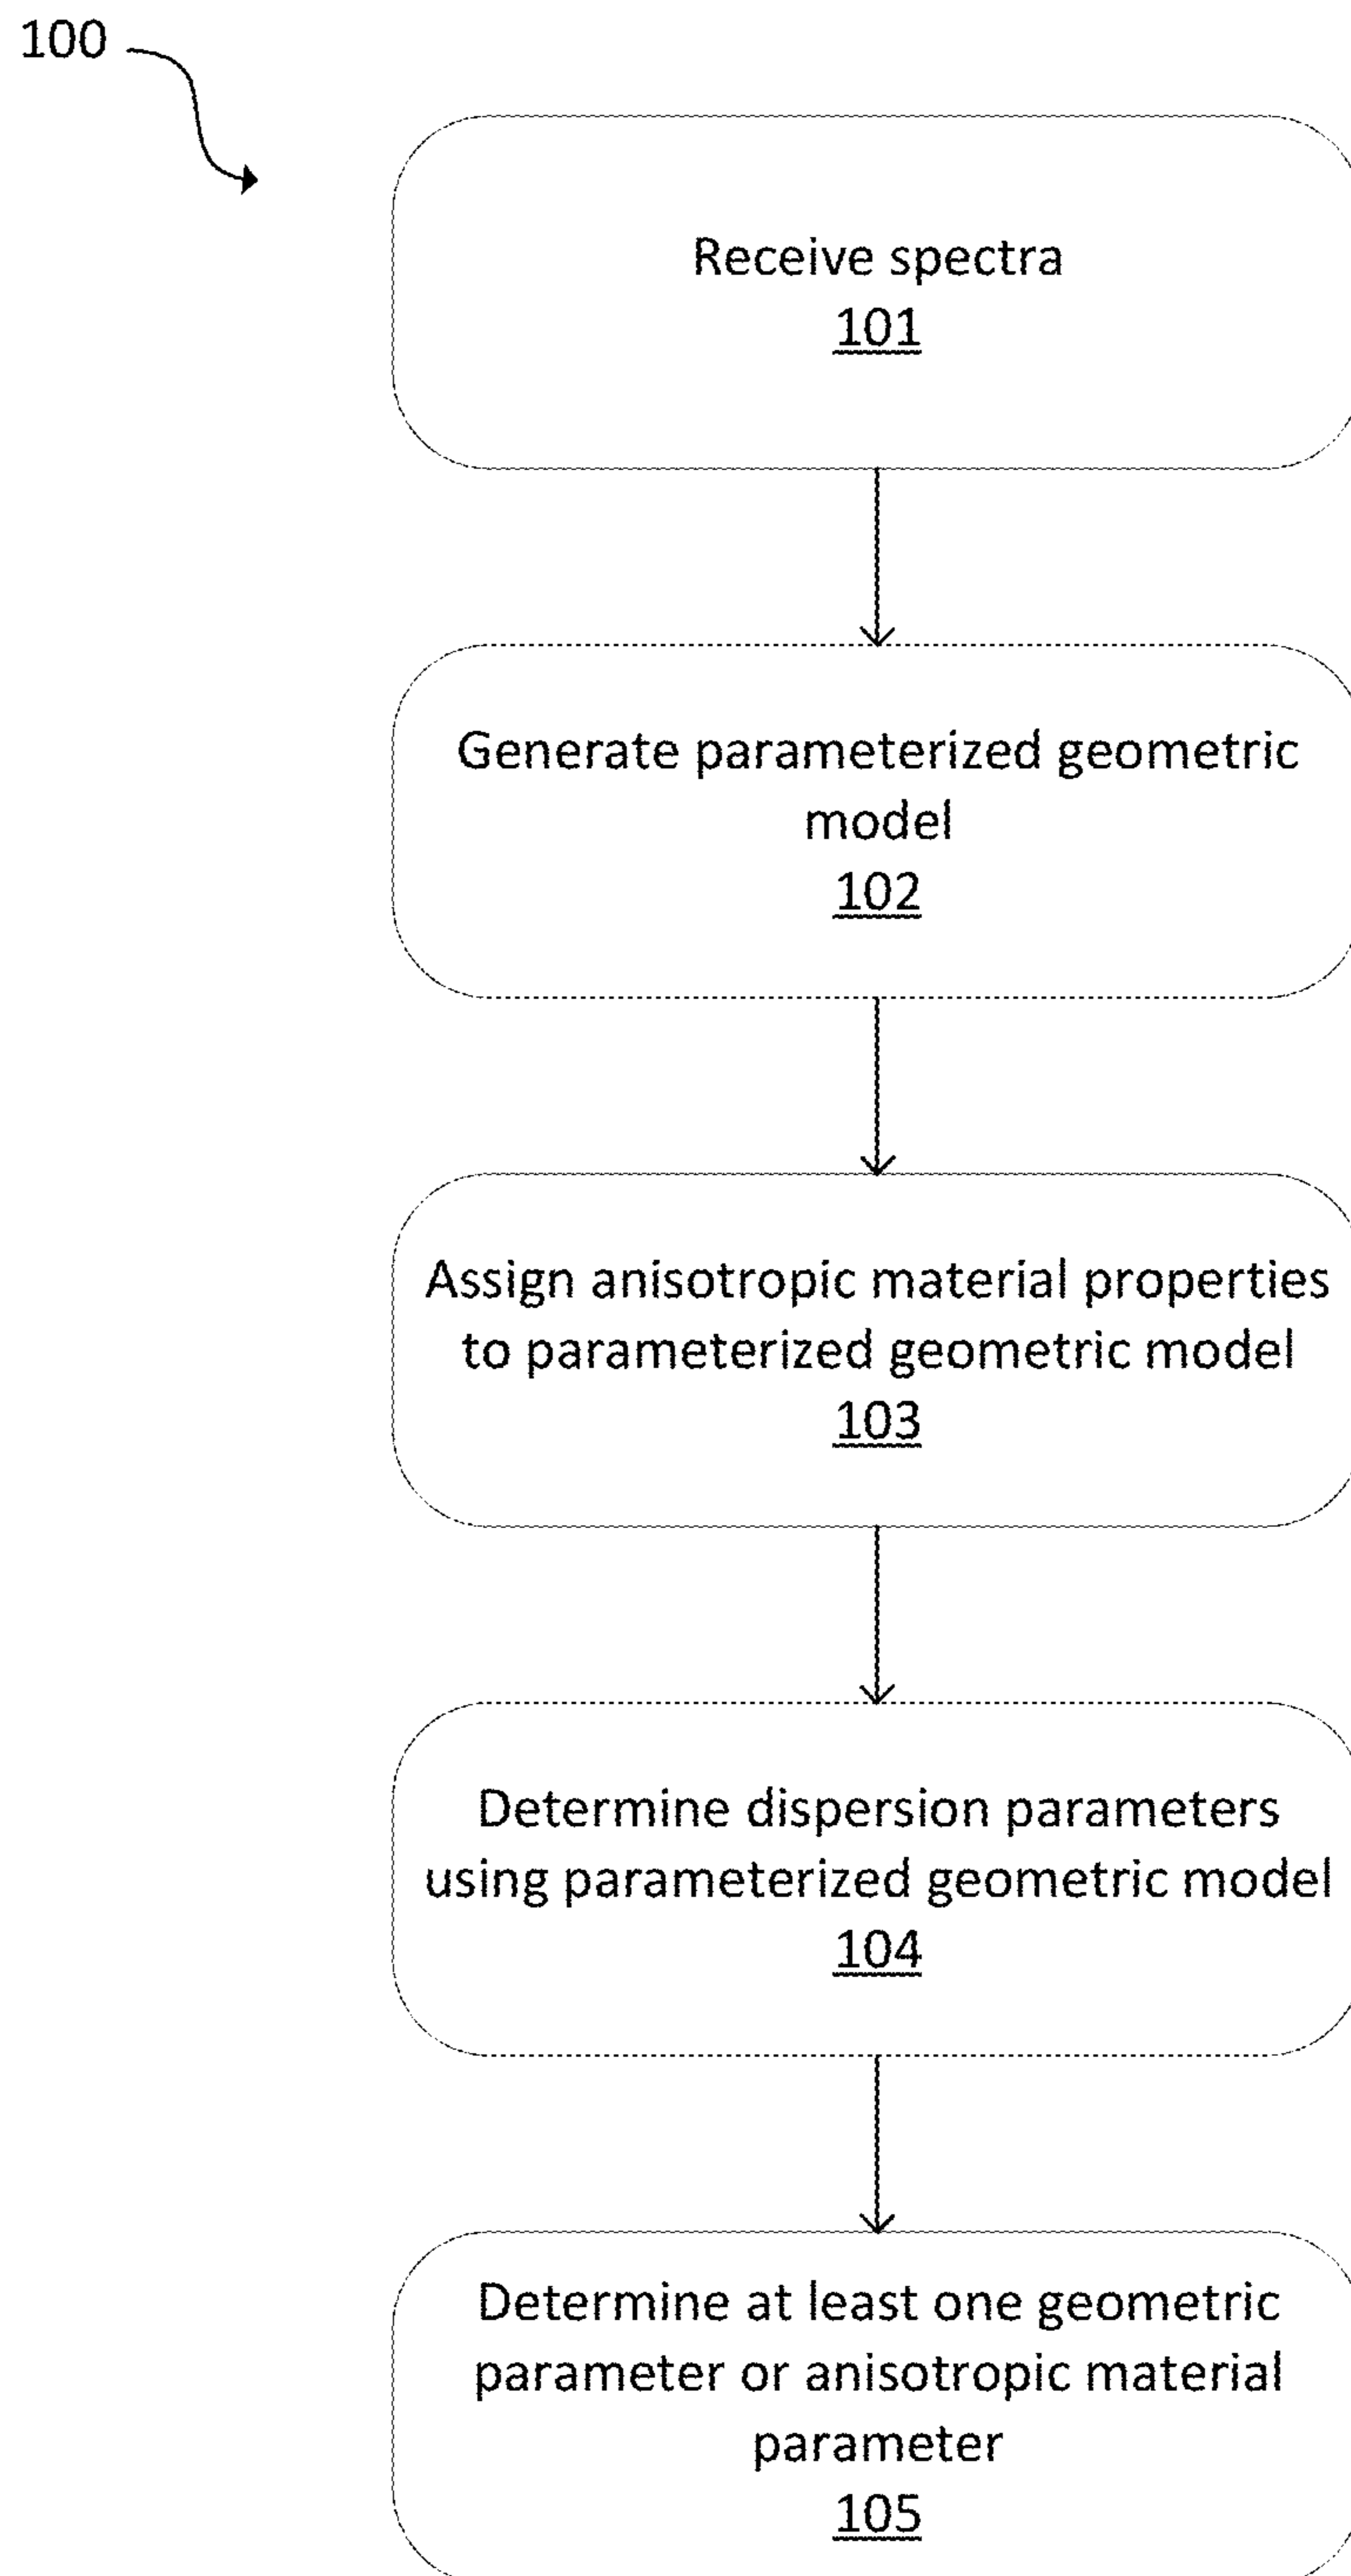 100
Receive spectra
101
Generate parameterized geometric
model
102
Assign anisotropic material properties
to parameterized geometric model
103
Determine dispersion parameters
using parameterized geometric model
104
Determine at least one geometric
parameter or anisotropic material
parameter
105